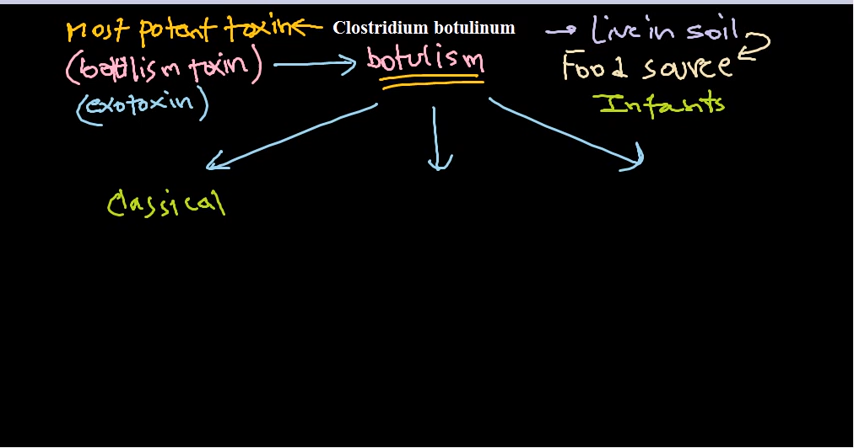 Most potent toxin ← Clostridium botulinum → Live in soil
(botulism toxin) → botulism Food source
(exotoxin) Infants
Classical